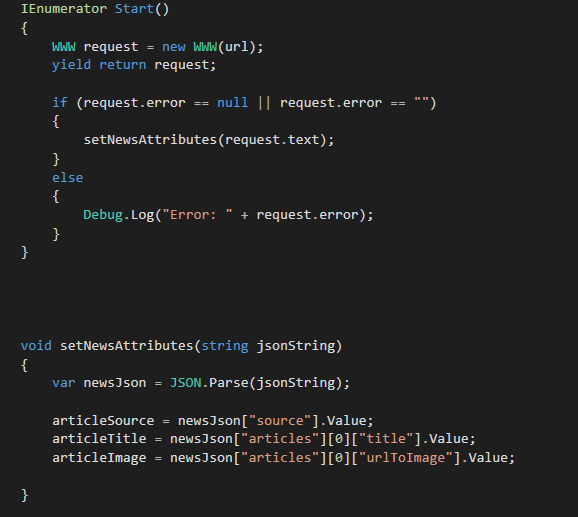 IEnumerator Start()
{
    WWW request = new WWW(url);
    yield return request;

    if (request.error == null || request.error == "")
    {
        setNewsAttributes(request.text);
    }
    else
    {
        Debug.Log("Error: " + request.error);
    }
}

void setNewsAttributes(string jsonString)
{
    var newsJson = JSON.Parse(jsonString);

    articleSource = newsJson["source"].Value;
    articleTitle = newsJson["articles"][0]["title"].Value;
    articleImage = newsJson["articles"][0]["urlToImage"].Value;

}